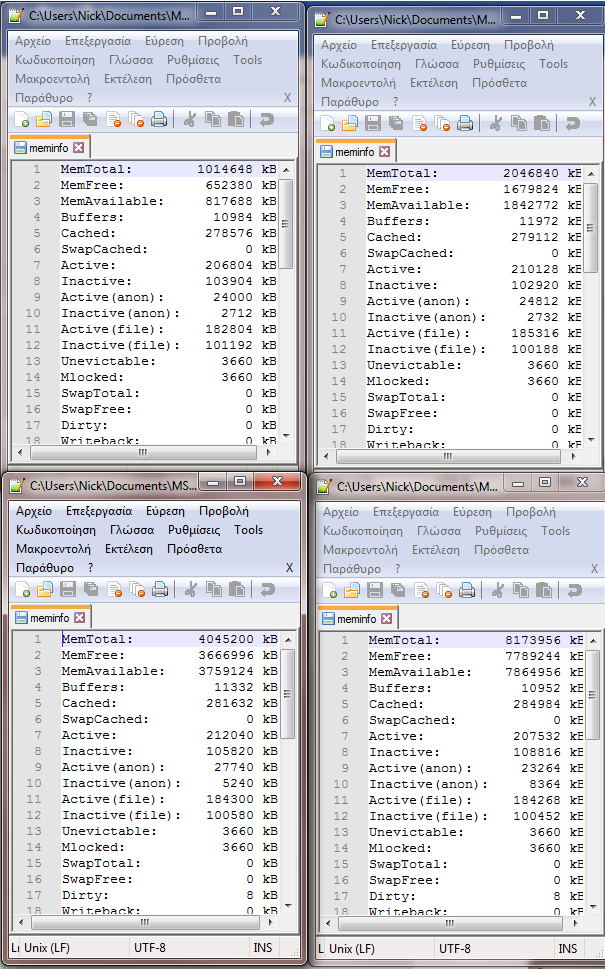 C:\Users\Nick\Documents\MS...
Αρχείο Επεξεργασία Εύρεση Προβολή
Κωδικοποίηση Γλώσσα Ρυθμίσεις Tools
Μακροεντολή Εκτέλεση Πρόσθετα
Παράθυρο ? X
meminfo
1 MemTotal: 1014648 kB
2 MemFree: 652380 kB
3 MemAvailable: 817688 kB
4 Buffers: 10984 kB
5 Cached: 278576 kB
6 SwapCached: 0 kB
7 Active: 206804 kB
8 Inactive: 103904 kB
9 Active(anon): 24000 kB
10 Inactive(anon): 2712 kB
11 Active(file): 182804 kB
12 Inactive(file): 101192 kB
13 Unevictable: 3660 kB
14 Mlocked: 3660 kB
15 SwapTotal: 0 kB
16 SwapFree: 0 kB
17 Dirty: 0 kB
18 Writeback: 0 kB
C:\Users\Nick\Documents\M...
Αρχείο Επεξεργασία Εύρεση Προβολή
Κωδικοποίηση Γλώσσα Ρυθμίσεις Tools
Μακροεντολή Εκτέλεση Πρόσθετα
Παράθυρο ? X
meminfo
1 MemTotal: 2046840 kB
2 MemFree: 1679824 kB
3 MemAvailable: 1842772 kB
4 Buffers: 11972 kB
5 Cached: 279112 kB
6 SwapCached: 0 kB
7 Active: 210128 kB
8 Inactive: 102920 kB
9 Active(anon): 24812 kB
10 Inactive(anon): 2732 kB
11 Active(file): 185316 kB
12 Inactive(file): 100188 kB
13 Unevictable: 3660 kB
14 Mlocked: 3660 kB
15 SwapTotal: 0 kB
16 SwapFree: 0 kB
17 Dirty: 0 kB
18 Writeback: 0 kB
C:\Users\Nick\Documents\MS...
Αρχείο Επεξεργασία Εύρεση Προβολή
Κωδικοποίηση Γλώσσα Ρυθμίσεις Tools
Μακροεντολή Εκτέλεση Πρόσθετα
Παράθυρο ? X
meminfo
1 MemTotal: 4045200 kB
2 MemFree: 3666996 kB
3 MemAvailable: 3759124 kB
4 Buffers: 11332 kB
5 Cached: 281632 kB
6 SwapCached: 0 kB
7 Active: 212040 kB
8 Inactive: 105820 kB
9 Active(anon): 27740 kB
10 Inactive(anon): 5240 kB
11 Active(file): 184300 kB
12 Inactive(file): 100580 kB
13 Unevictable: 3660 kB
14 Mlocked: 3660 kB
15 SwapTotal: 0 kB
16 SwapFree: 0 kB
17 Dirty: 8 kB
18 Writeback: 0 kB
Unix (LF) UTF-8 INS
C:\Users\Nick\Documents\M...
Αρχείο Επεξεργασία Εύρεση Προβολή
Κωδικοποίηση Γλώσσα Ρυθμίσεις Tools
Μακροεντολή Εκτέλεση Πρόσθετα
Παράθυρο ? X
meminfo
1 MemTotal: 8173956 kB
2 MemFree: 7789244 kB
3 MemAvailable: 7864956 kB
4 Buffers: 10952 kB
5 Cached: 284984 kB
6 SwapCached: 0 kB
7 Active: 207532 kB
8 Inactive: 108816 kB
9 Active(anon): 23264 kB
10 Inactive(anon): 8364 kB
11 Active(file): 184268 kB
12 Inactive(file): 100452 kB
13 Unevictable: 3660 kB
14 Mlocked: 3660 kB
15 SwapTotal: 0 kB
16 SwapFree: 0 kB
17 Dirty: 8 kB
18 Writeback: 0 kB
L Unix (LF) UTF-8 INS